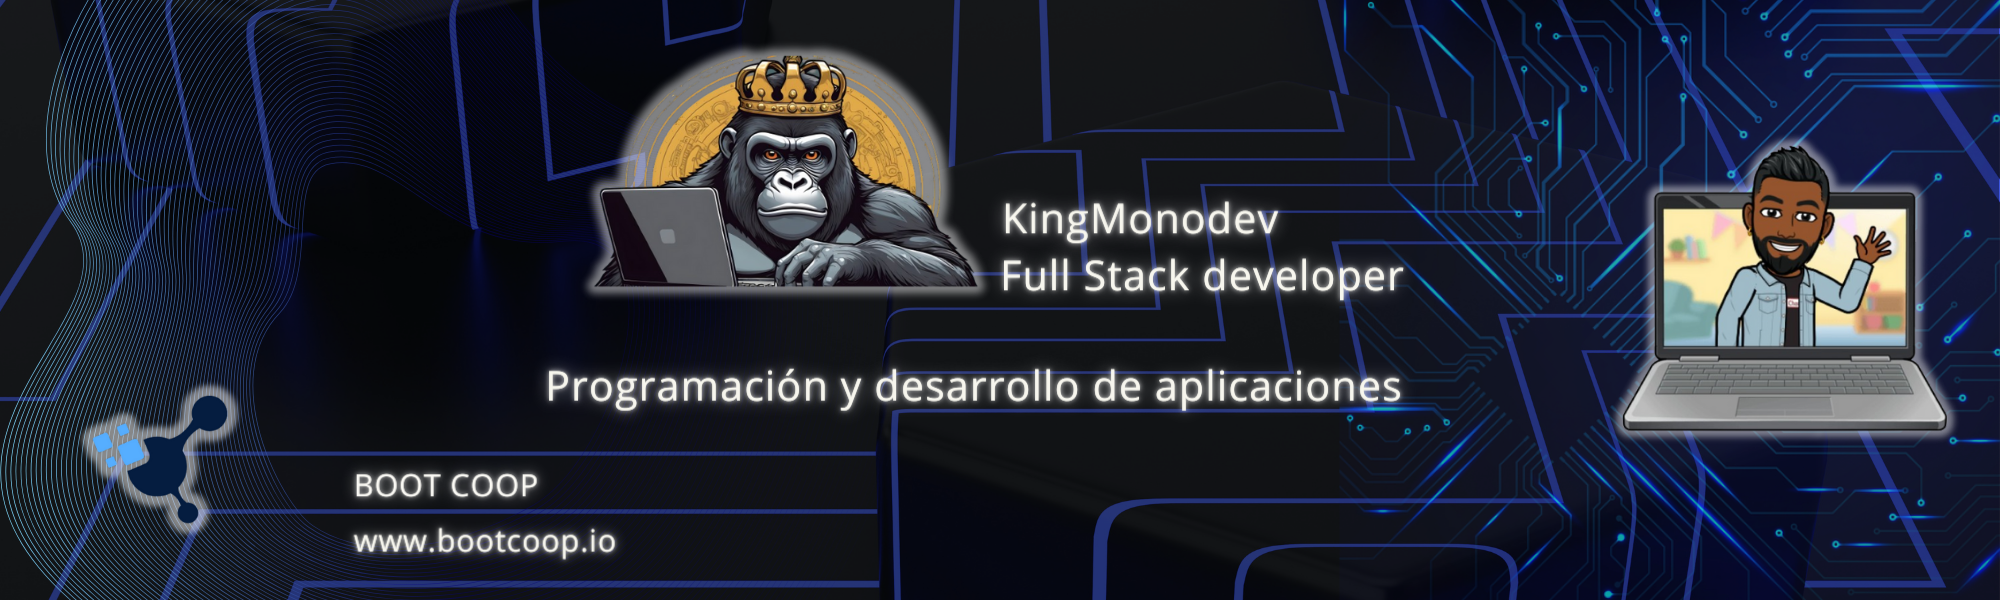 KingMonodev
Full Stack developer
Programación y desarrollo de aplicaciones
BOOT COOP
www.bootcoop.io